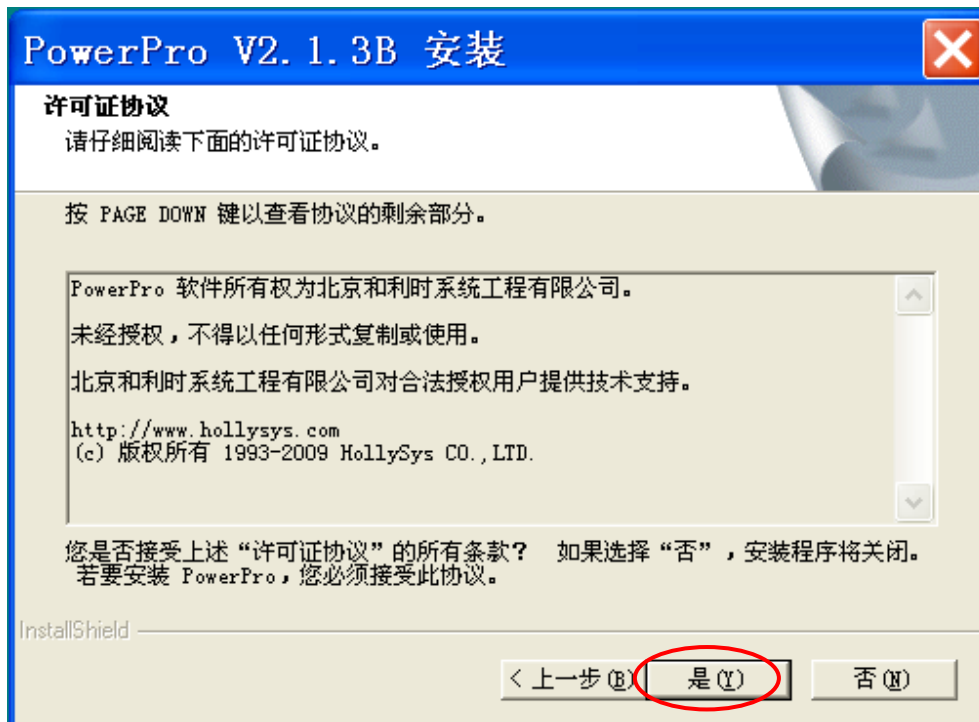 PowerPro V2.1.3B 安装
许可证协议
请仔细阅读下面的许可证协议。
按 PAGE DOWN 键以查看协议的剩余部分。
PowerPro 软件所有权为北京和利时系统工程有限公司。
未经授权，不得以任何形式复制或使用。
北京和利时系统工程有限公司对合法授权用户提供技术支持。
http://www.hollysys.com
(c) 版权所有 1993-2009 HollySys CO.,LTD.
您是否接受上述“许可证协议”的所有条款？ 如果选择“否”，安装程序将关闭。
若要安装 PowerPro，您必须接受此协议。
InstallShield
< 上一步(B) 是(Y) 否(N)